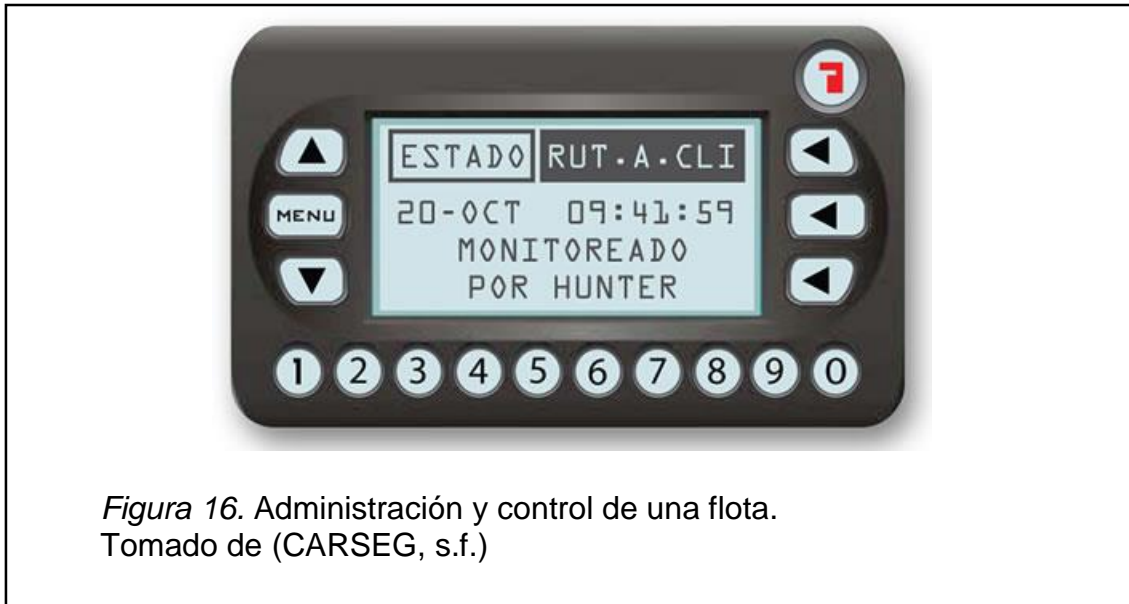 ESTADO RUT.A.CLI
MENU
20-OCT 09:41:59
MONITOREADO
POR HUNTER
1 2 3 4 5 6 7 8 9 0
Figura 16. Administración y control de una flota.
Tomado de (CARSEG, s.f.)